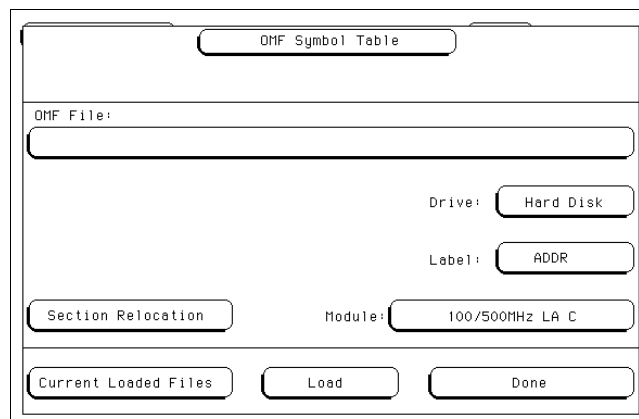 OMF Symbol Table
OMF File:
Drive: Hard Disk
Label: ADDR
Section Relocation Module: 100/500MHz LA C
Current Loaded Files Load Done